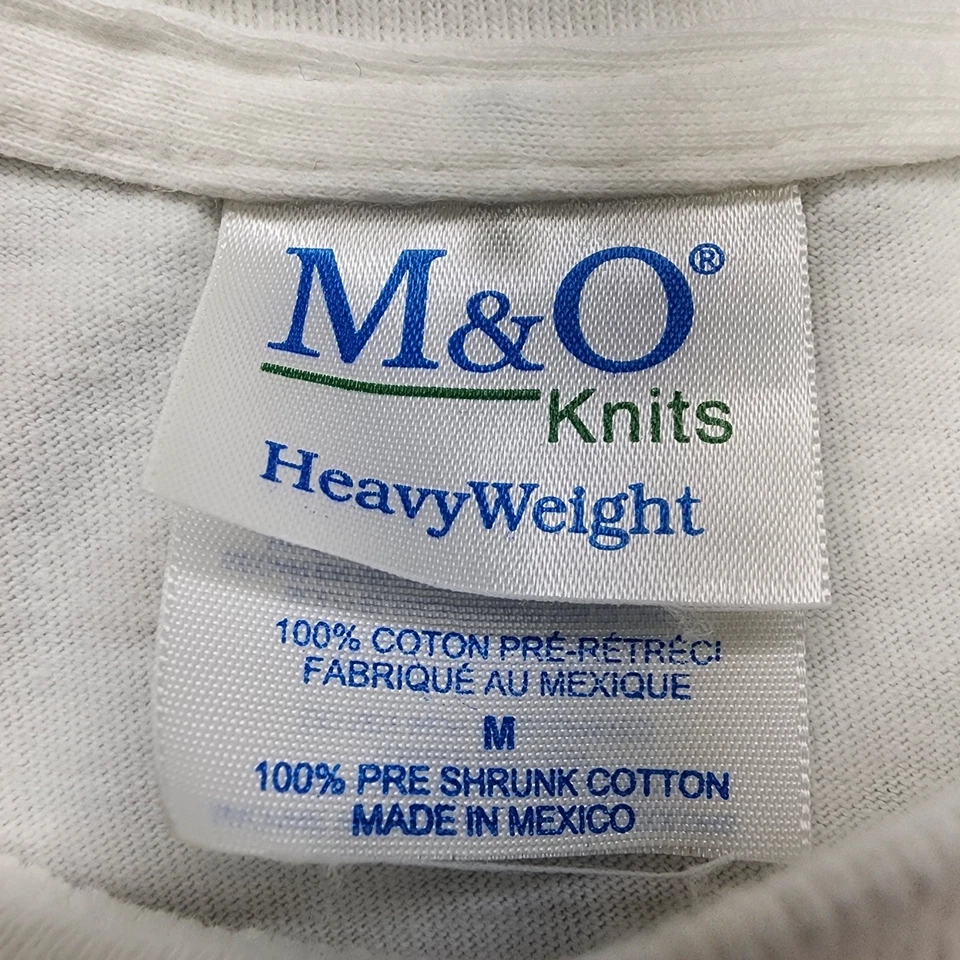 M&O®
Knits
HeavyWeight
100% COTON PRÉ-RÉTRÉCI
FABRIQUÉ AU MEXIQUE
M
100% PRE SHRUNK COTTON
MADE IN MEXICO